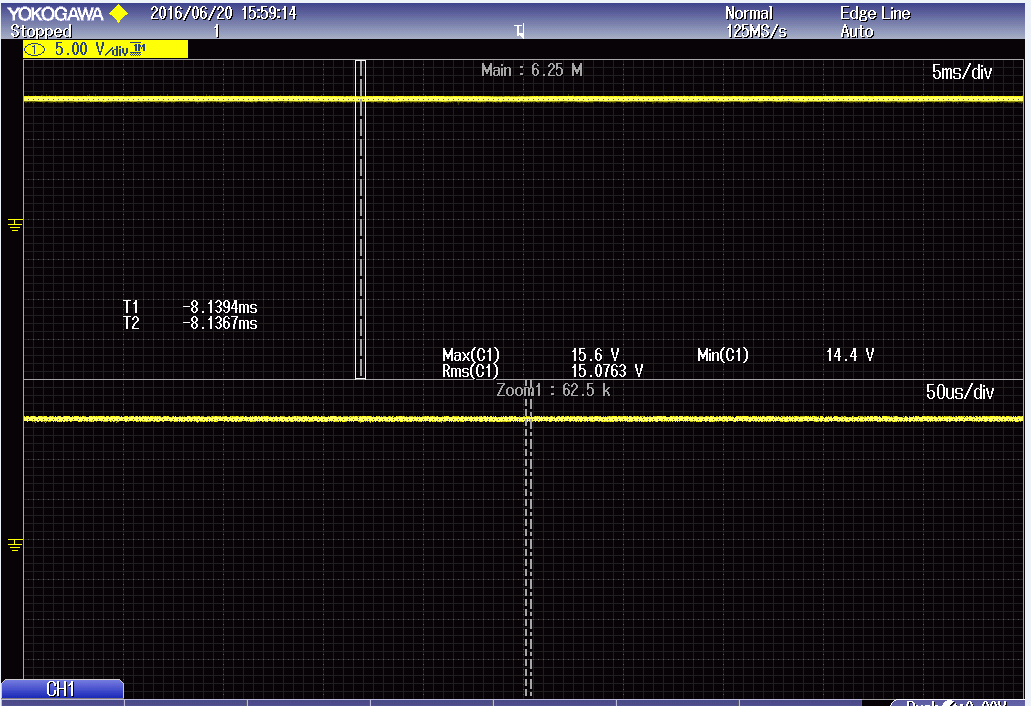 YOKOGAWA 2016/06/20 15:59:14 Normal Edge Line
Stopped 1 125MS/s Auto
1 5.00 V/div 1M
Main : 6.25 M 5ms/div
T1 -8.1394ms
T2 -8.1367ms
Max(C1) 15.6 V Min(C1) 14.4 V
Rms(C1) 15.0763 V
Zoom1 : 62.5 k 50us/div
CH1